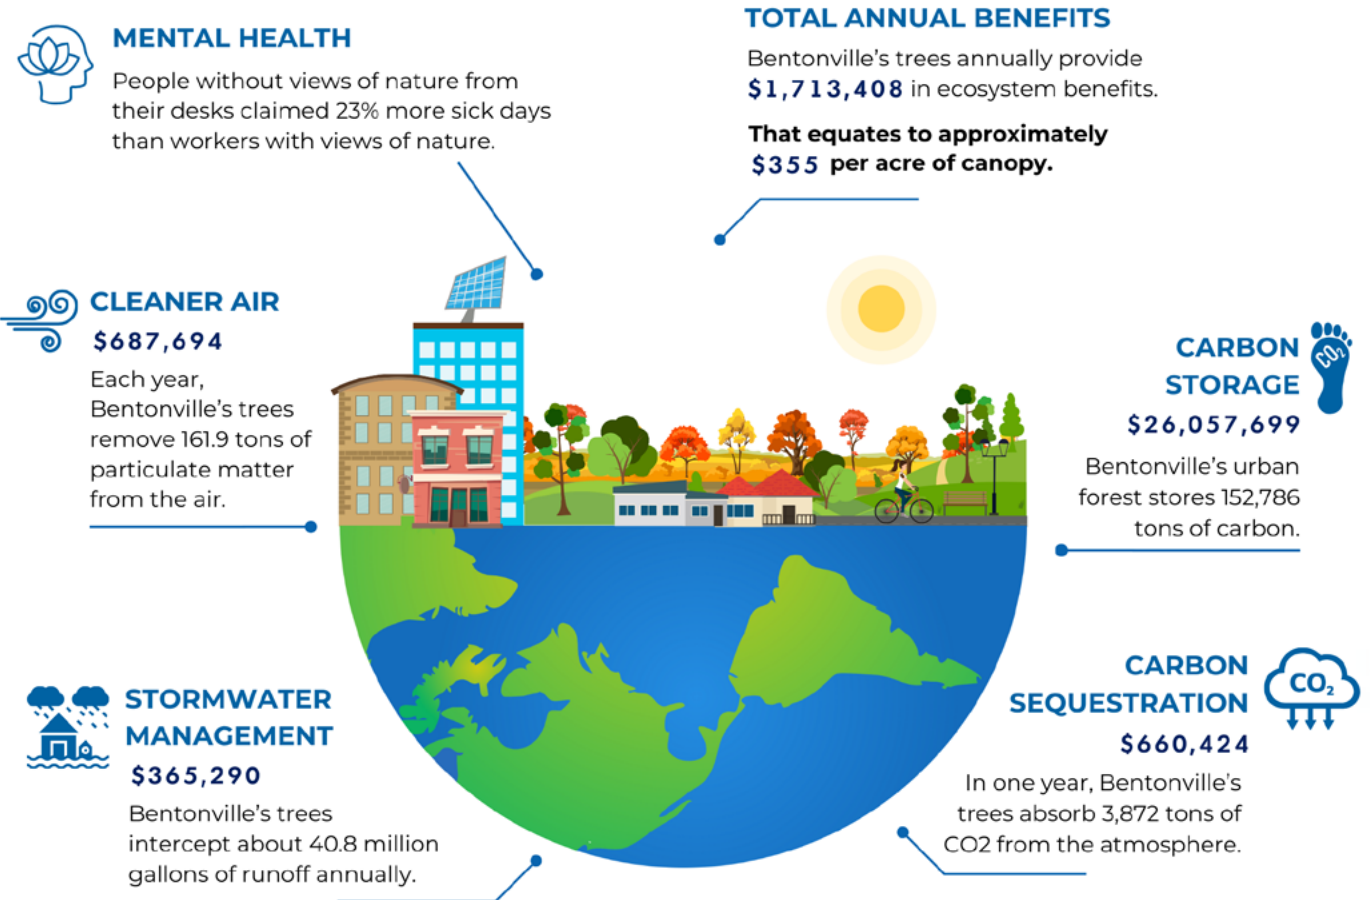 MENTAL HEALTH
People without views of nature from
their desks claimed 23% more sick days
than workers with views of nature.
TOTAL ANNUAL BENEFITS
Bentonville's trees annually provide
$1,713,408 in ecosystem benefits.
That equates to approximately
$355 per acre of canopy.
CLEANER AIR
$687,694
Each year,
Bentonville's trees
remove 161.9 tons of
particulate matter
from the air.
CARBON
STORAGE
$26,057,699
Bentonville's urban
forest stores 152,786
tons of carbon.
CO₂
STORMWATER
MANAGEMENT
$365,290
Bentonville's trees
intercept about 40.8 million
gallons of runoff annually.
CARBON
SEQUESTRATION
$660,424
In one year, Bentonville's
trees absorb 3,872 tons of
CO2 from the atmosphere.
CO₂